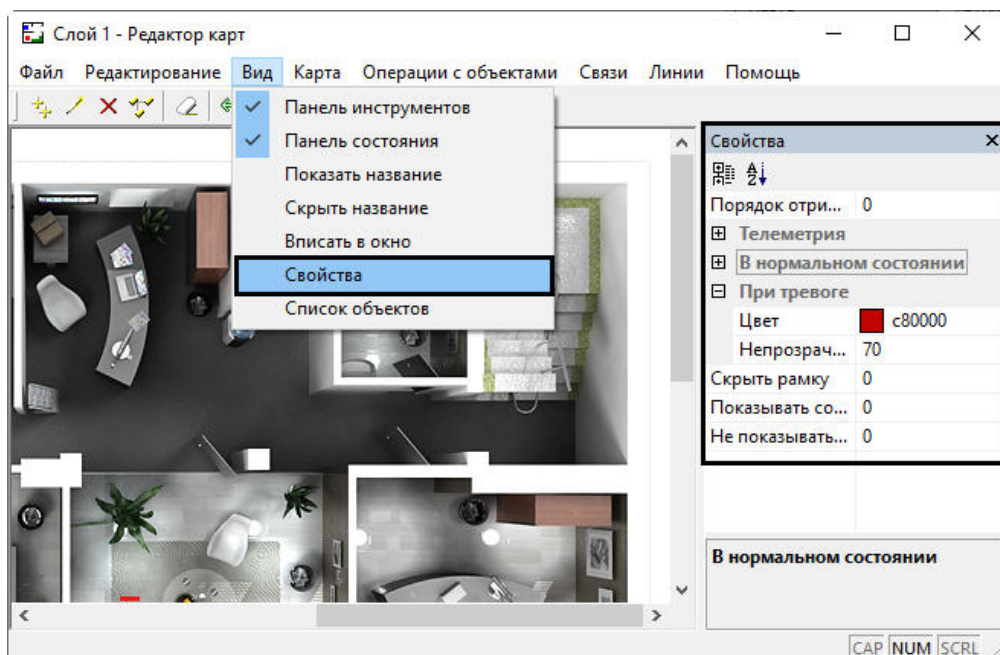 Слой 1 - Редактор карт
Файл Редактирование Вид Карта Операции с объектами Связи Линии Помощь
Панель инструментов
Панель состояния
Показать название
Скрыть название
Вписать в окно
Свойства
Список объектов
Свойства
Порядок отри... 0
Телеметрия
В нормальном состоянии
При тревоге
Цвет c80000
Непрозрач... 70
Скрыть рамку 0
Показывать со... 0
Не показывать... 0
В нормальном состоянии
CAP NUM SCRL